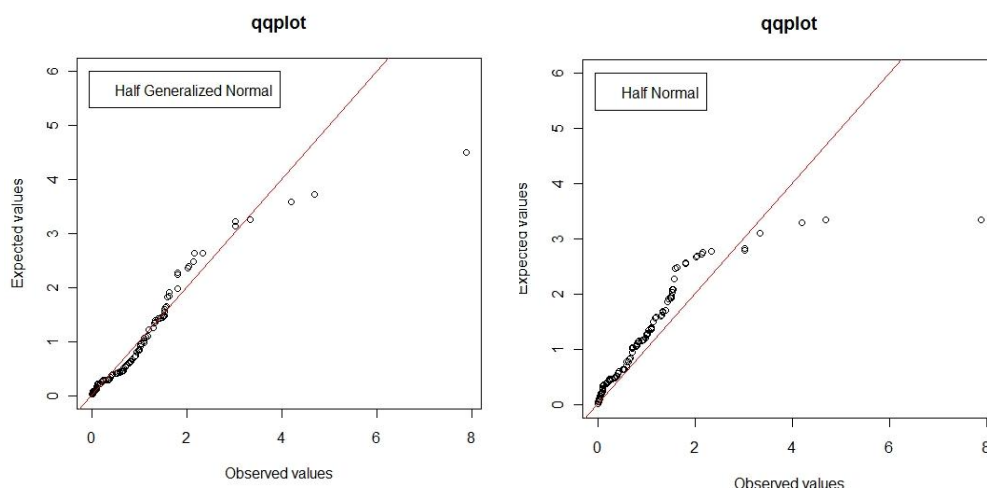 qqplot
Half Generalized Normal
Expected values
6
5
4
3
2
1
0
0 2 4 6 8
Observed values
qqplot
Half Normal
Expected values
6
5
4
3
2
1
0
0 2 4 6 8
Observed values